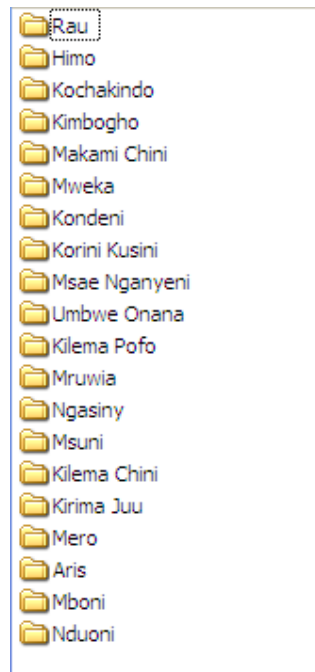 Rau
Himo
Kochakindo
Kimbogho
Makami Chini
Mweka
Kondeni
Korini Kusini
Msae Nganyeni
Umbwe Onana
Kilema Pofo
Mruwia
Ngasiny
Msuni
Kilema Chini
Kirima Juu
Mero
Aris
Mboni
Nduoni